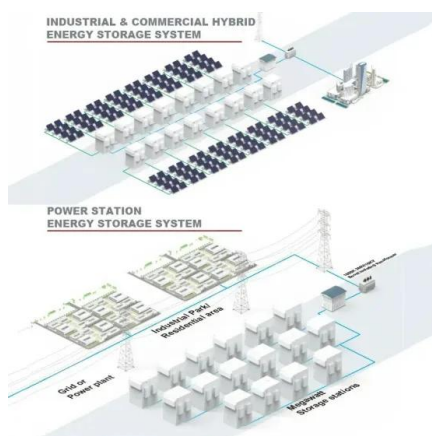 INDUSTRIAL & COMMERCIAL HYBRID
ENERGY STORAGE SYSTEM
POWER STATION
ENERGY STORAGE SYSTEM
Industrial Park/
Residential area
Grid or
Power plant
Megawatt
Storage stations